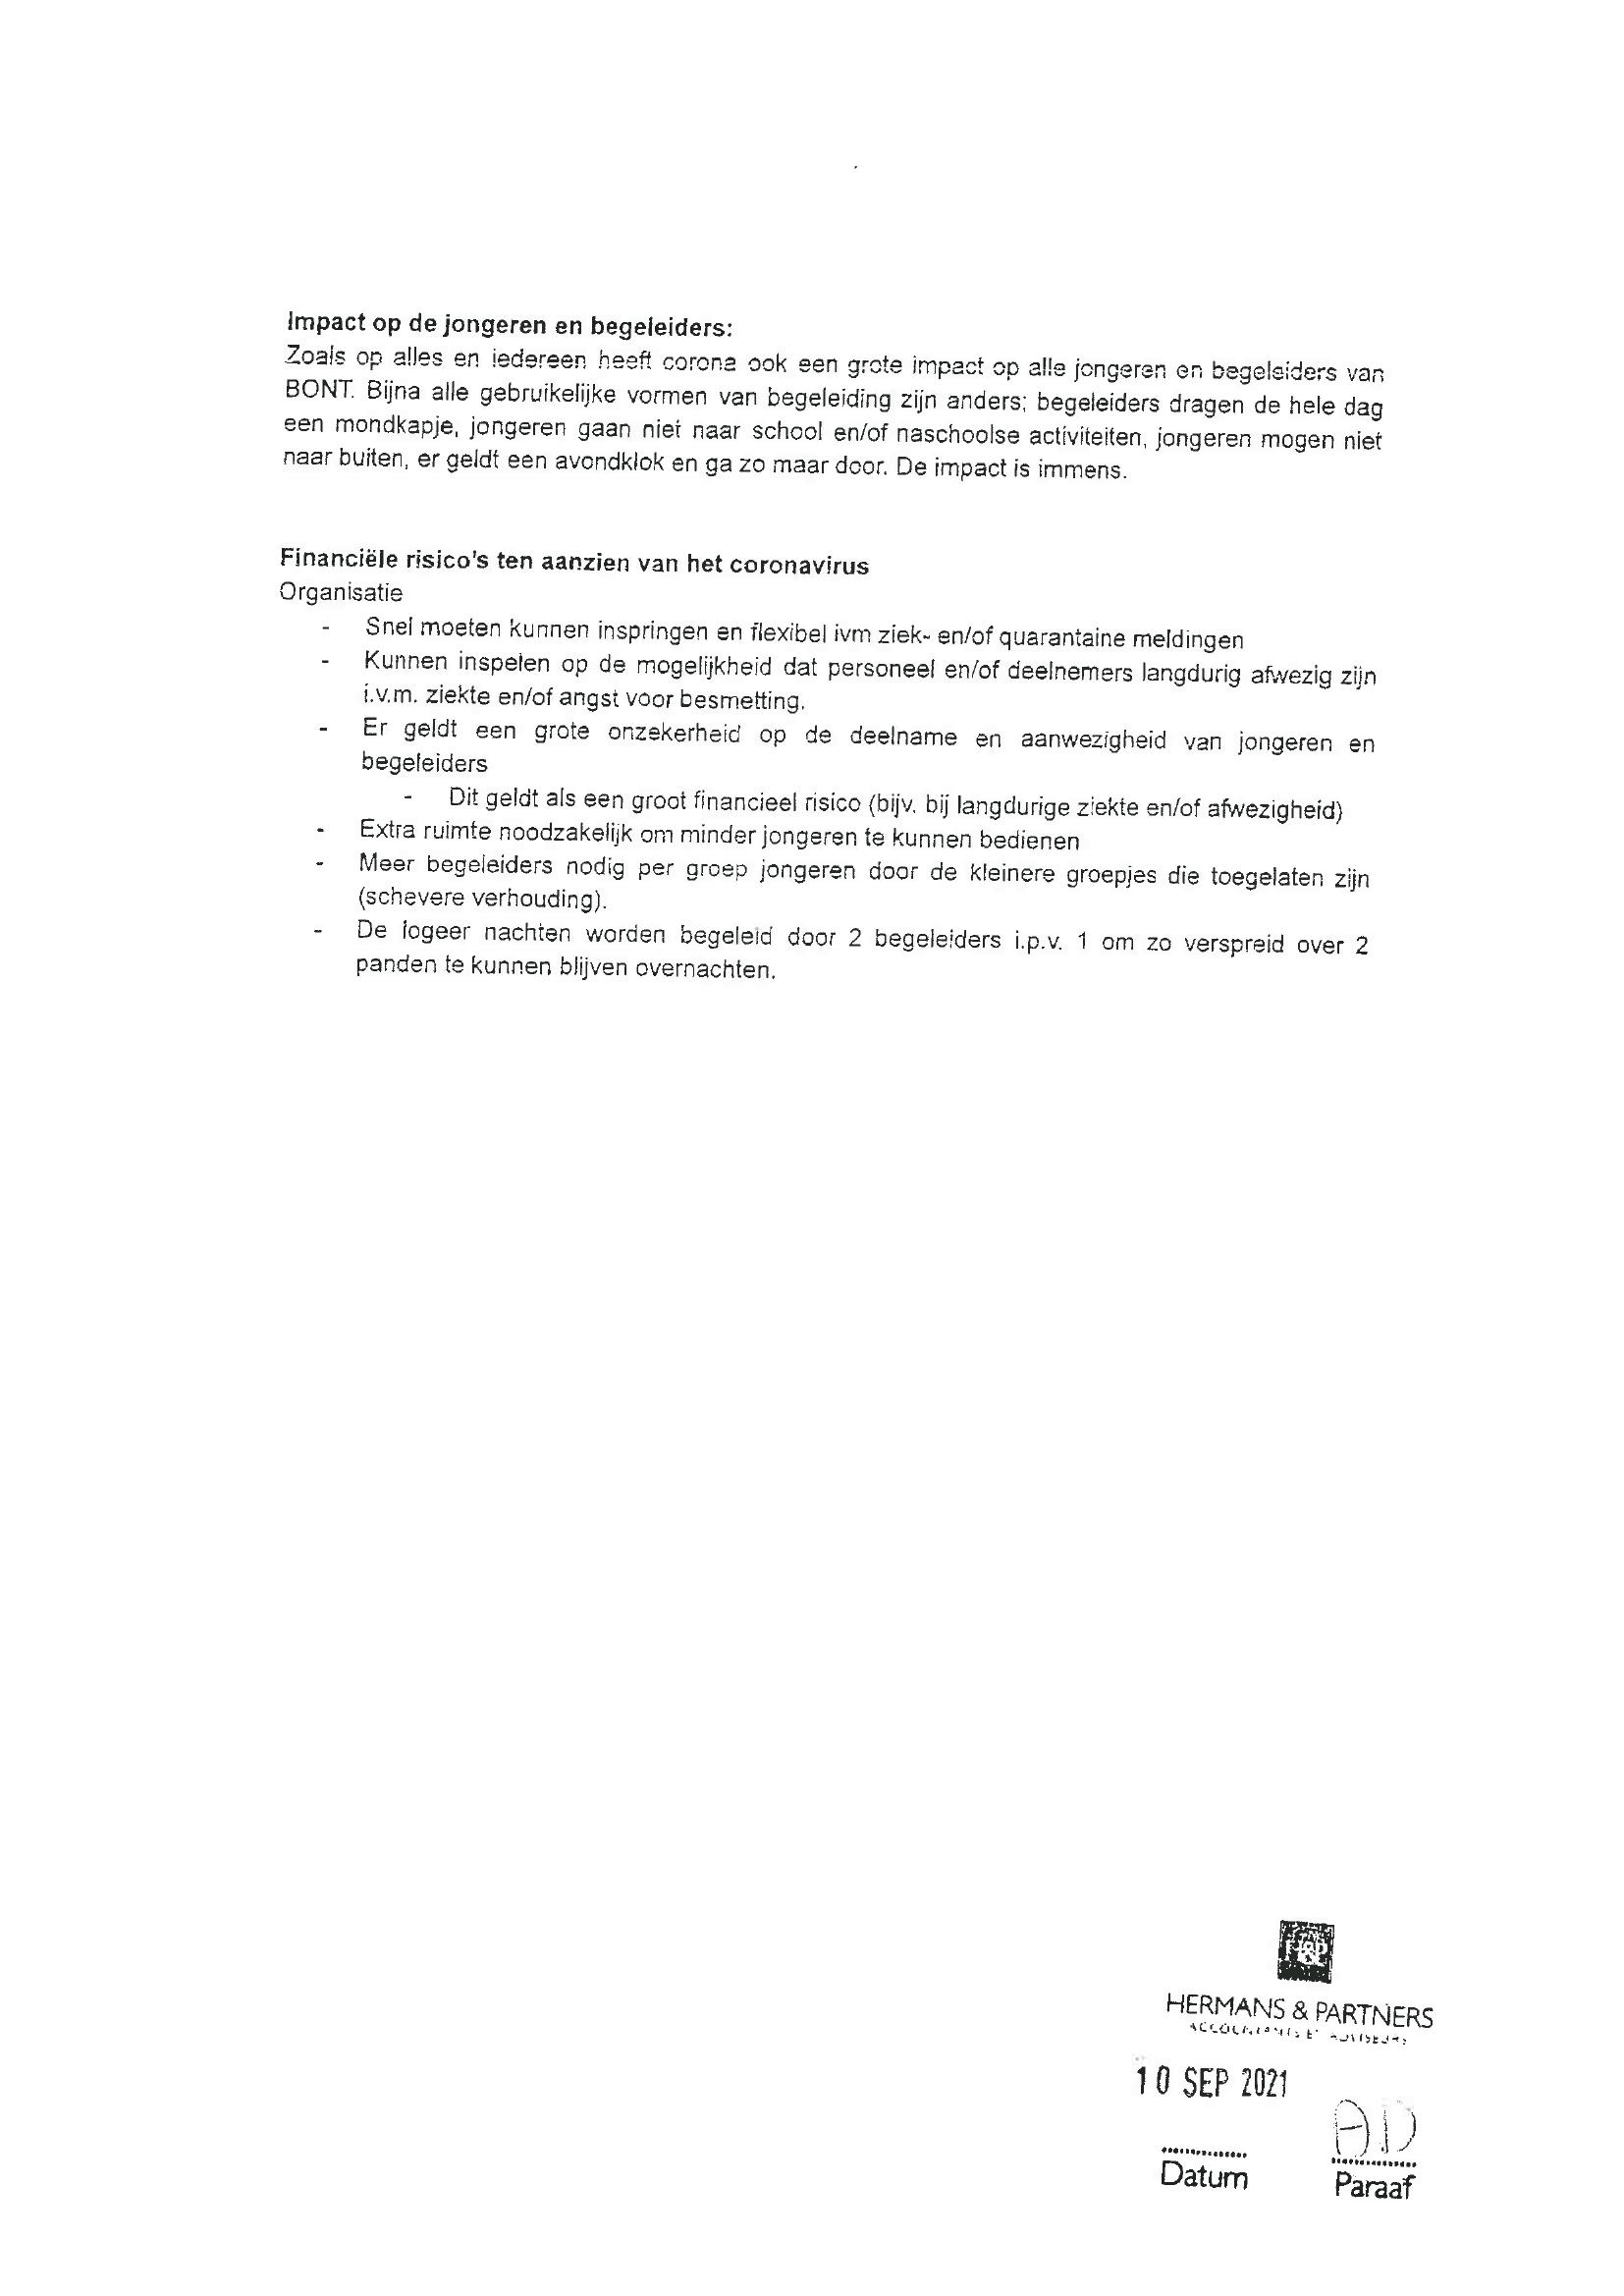 Impact op de jongeren en begeleiders:
Zoals op alles en iedereen heeft corona ook een grote impact op alle jongeren en begeleiders van
BONT. Bijna alle gebruikelijke vormen van begeleiding zijn anders; begeleiders dragen de hele dag
een mondkapje, jongeren gaan niet naar school en/of naschoolse activiteiten, jongeren mogen niet
naar buiten, er geldt een avondklok en ga zo maar door. De impact is immens.
Financiële risico's ten aanzien van het coronavirus
Organisatie
- Snel moeten kunnen inspringen en flexibel ivm ziek- en/of quarantaine meldingen
- Kunnen inspelen op de mogelijkheid dat personeel en/of deelnemers langdurig afwezig zijn
i.v.m. ziekte en/of angst voor besmetting.
- Er geldt een grote onzekerheid op de deelname en aanwezigheid van jongeren en
begeleiders
- Dit geldt als een groot financieel risico (bijv. bij langdurige ziekte en/of afwezigheid)
- Extra ruimte noodzakelijk om minder jongeren te kunnen bedienen
- Meer begeleiders nodig per groep jongeren door de kleinere groepjes die toegelaten zijn
(schevere verhouding).
- De logeer nachten worden begeleid door 2 begeleiders i.p.v. 1 om zo verspreid over 2
panden te kunnen blijven overnachten.
HERMANS & PARTNERS
10 SEP 2021
AD
Datum Paraaf